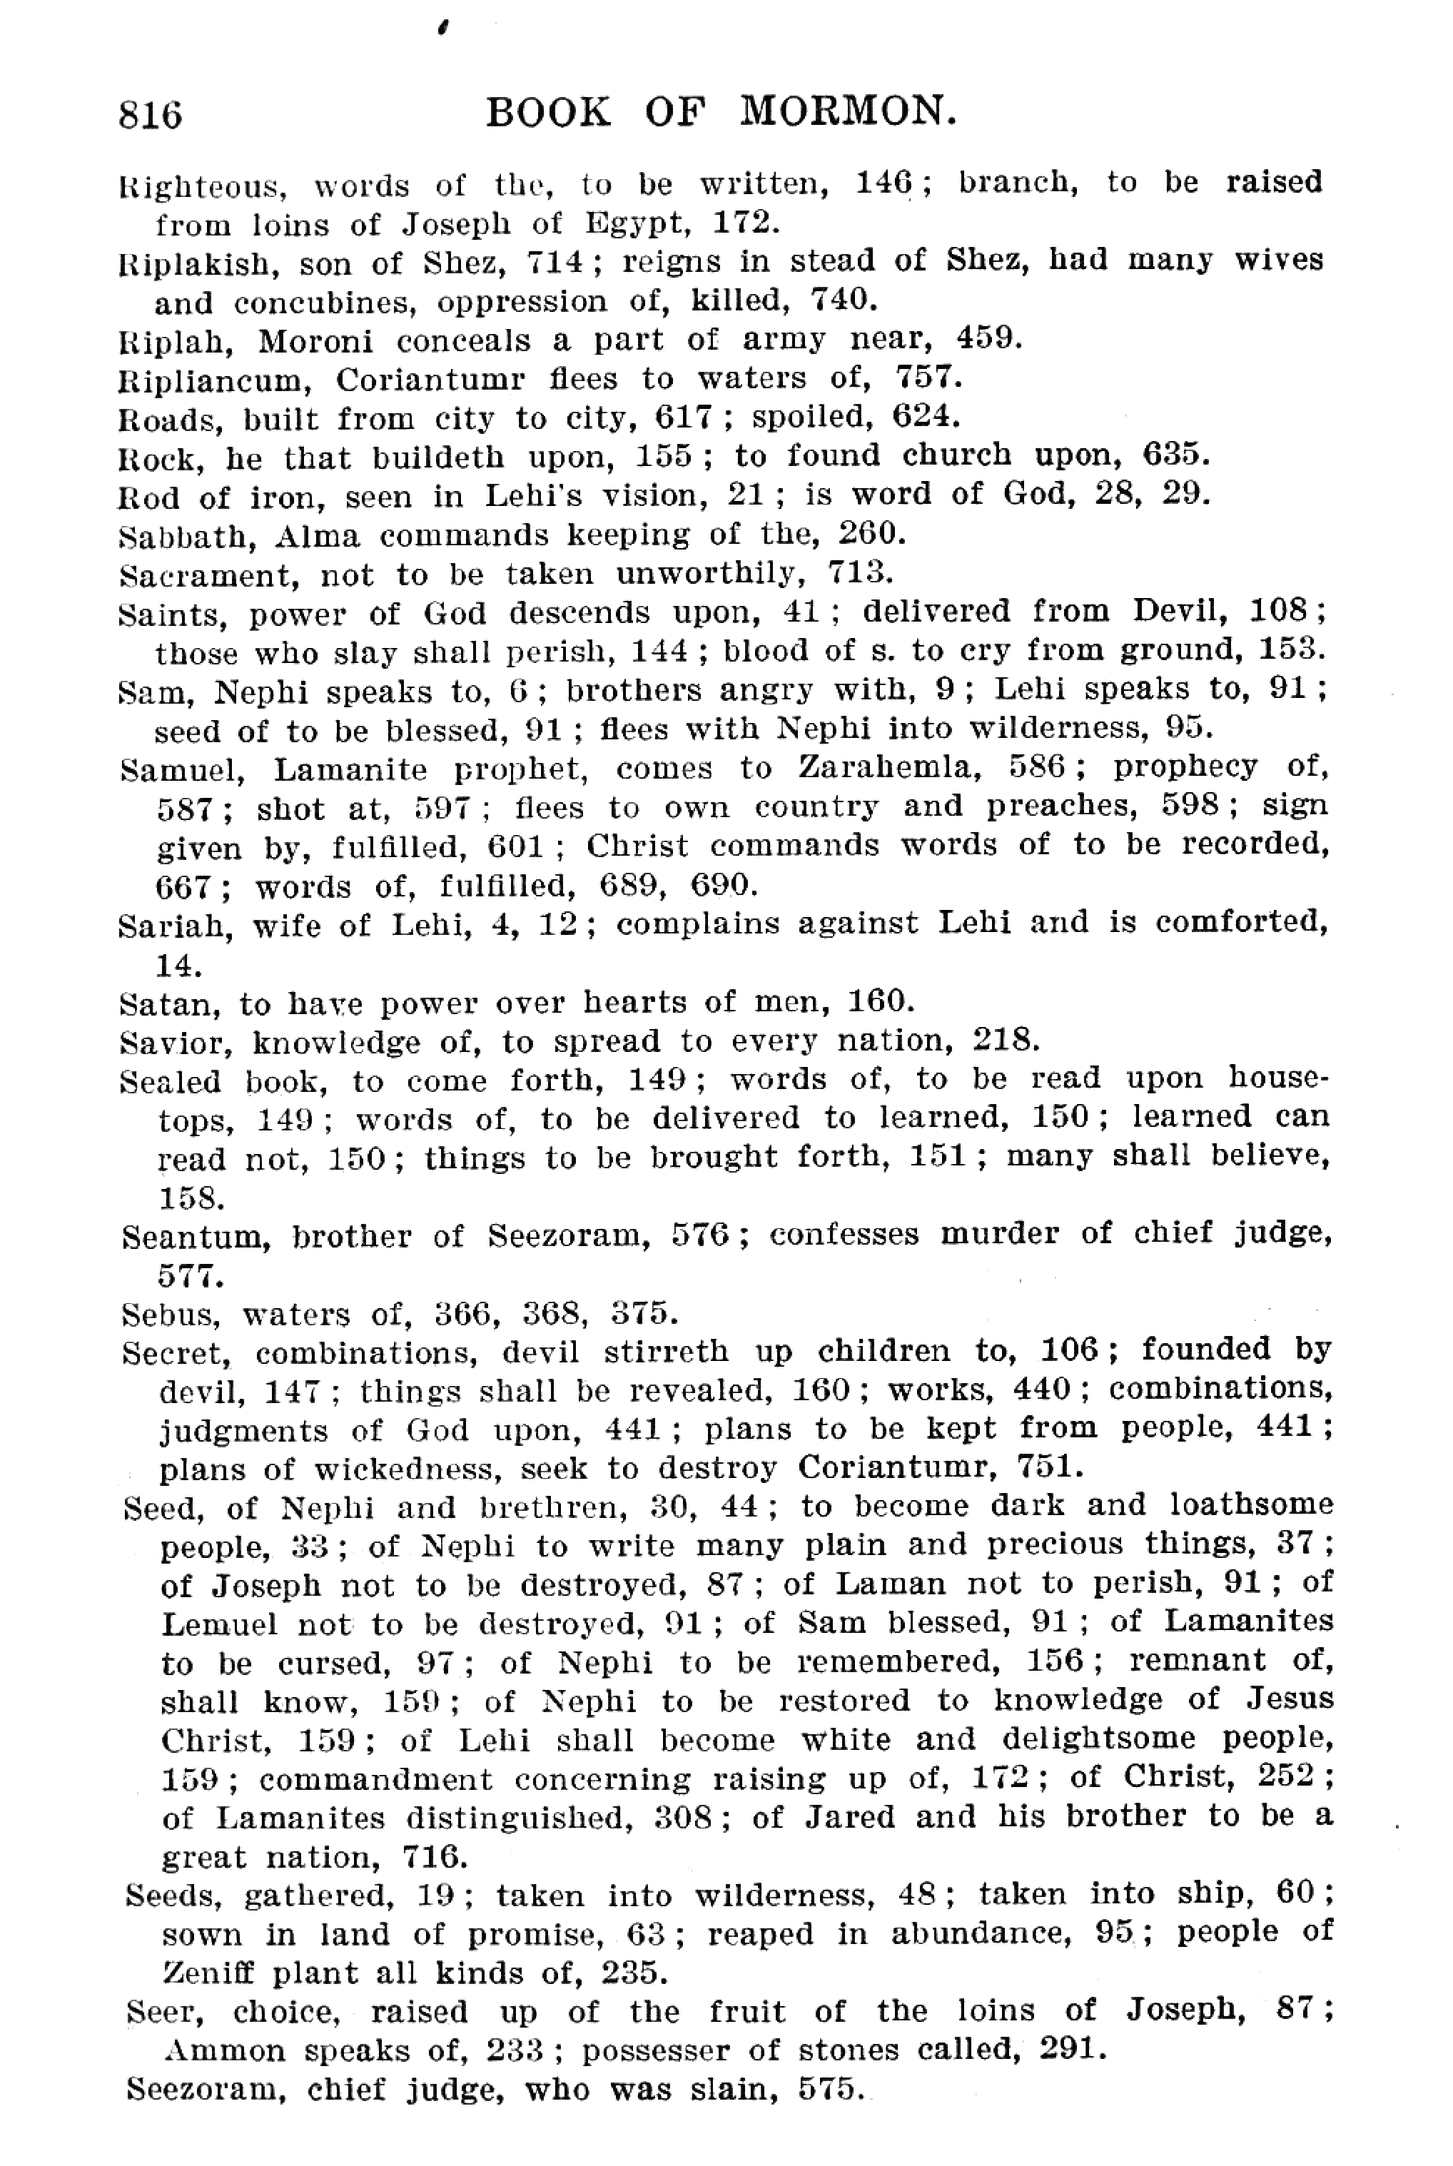 816 BOOK OF MORMON.
Righteous, words of the, to be written, 146; branch, to be raised
from loins of Joseph of Egypt, 172.
Riplakish, son of Shez, 714; reigns in stead of Shez, had many wives
and concubines, oppression of, killed, 740.
Riplah, Moroni conceals a part of army near, 459.
Ripliancum, Coriantumr flees to waters of, 757.
Roads, built from city to city, 617; spoiled, 624.
Rock, he that buildeth upon, 155; to found church upon, 635.
Rod of iron, seen in Lehi's vision, 21; is word of God, 28, 29.
Sabbath, Alma commands keeping of the, 260.
Sacrament, not to be taken unworthily, 713.
Saints, power of God descends upon, 41; delivered from Devil, 108;
those who slay shall perish, 144; blood of s. to cry from ground, 153.
Sam, Nephi speaks to, 6; brothers angry with, 9; Lehi speaks to, 91;
seed of to be blessed, 91; flees with Nephi into wilderness, 95.
Samuel, Lamanite prophet, comes to Zarahemla, 586; prophecy of,
587; shot at, 597; flees to own country and preaches, 598; sign
given by, fulfilled, 601; Christ commands words of to be recorded,
667; words of, fulfilled, 689, 690.
Sariah, wife of Lehi, 4, 12; complains against Lehi and is comforted,
14.
Satan, to have power over hearts of men, 160.
Savior, knowledge of, to spread to every nation, 218.
Sealed book, to come forth, 149; words of, to be read upon house-
tops, 149; words of, to be delivered to learned, 150; learned can
read not, 150; things to be brought forth, 151; many shall believe,
158.
Seantum, brother of Seezoram, 576; confesses murder of chief judge,
577.
Sebus, waters of, 366, 368, 375.
Secret, combinations, devil stirreth up children to, 106; founded by
devil, 147; things shall be revealed, 160; works, 440; combinations,
judgments of God upon, 441; plans to be kept from people, 441;
plans of wickedness, seek to destroy Coriantumr, 751.
Seed, of Nephi and brethren, 30, 44; to become dark and loathsome
people, 33; of Nephi to write many plain and precious things, 37;
of Joseph not to be destroyed, 87; of Laman not to perish, 91; of
Lemuel not to be destroyed, 91; of Sam blessed, 91; of Lamanites
to be cursed, 97; of Nephi to be remembered, 156; remnant of,
shall know, 159; of Nephi to be restored to knowledge of Jesus
Christ, 159; of Lehi shall become white and delightsome people,
159; commandment concerning raising up of, 172; of Christ, 252;
of Lamanites distinguished, 308; of Jared and his brother to be a
great nation, 716.
Seeds, gathered, 19; taken into wilderness, 48; taken into ship, 60;
sown in land of promise, 63; reaped in abundance, 95; people of
Zeniff plant all kinds of, 235.
Seer, choice, raised up of the fruit of the loins of Joseph, 87;
Ammon speaks of, 233; possesser of stones called, 291.
Seezoram, chief judge, who was slain, 575.